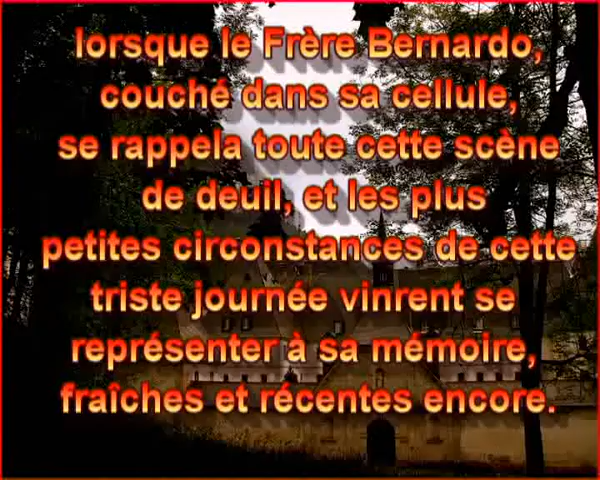 lorsque le Frère Bernardo,
couché dans sa cellule,
se rappela toute cette scène
de deuil, et les plus
petites circonstances de cette
triste journée vinrent se
représenter à sa mémoire,
fraîches et récentes encore.